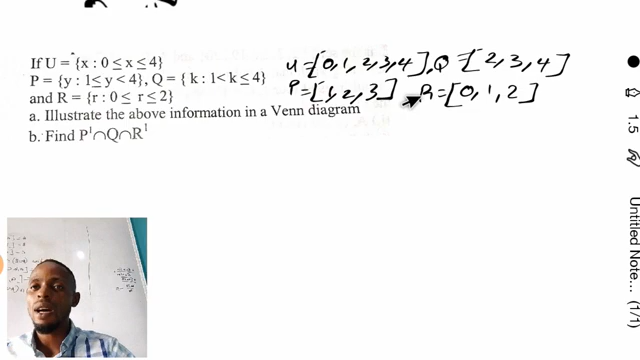 If U = {x : 0 ≤ x ≤ 4}
P = {y : 1≤ y < 4}, Q = { k : 1< k ≤ 4}
and R = {r : 0 ≤ r ≤ 2}
a. Illustrate the above information in a Venn diagram
b. Find P¹∩Q∩R¹
U=[0,1,2,3,4], Q=[2,3,4]
P=[1,2,3] R=[0,1,2]
1.5
Untitled Note... (1/1)